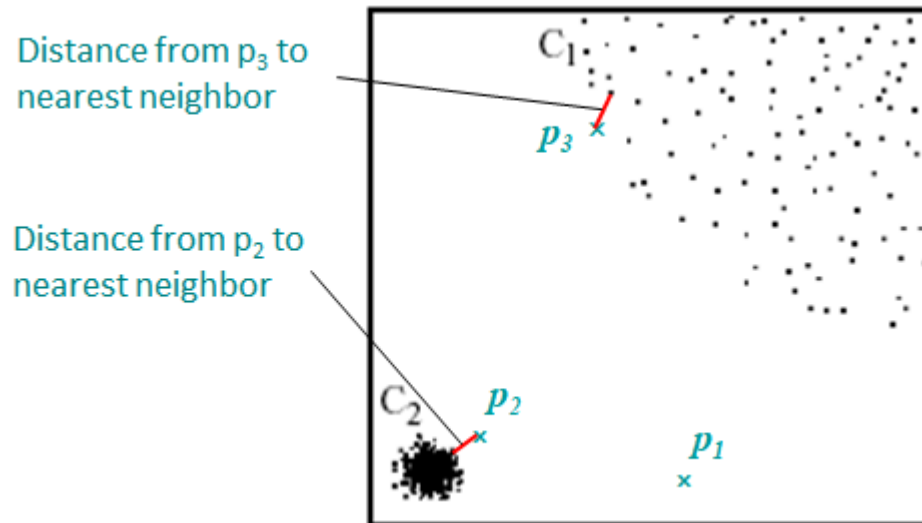 Distance from p3 to
nearest neighbor
C1
p3
Distance from p2 to
nearest neighbor
C2
p2
p1